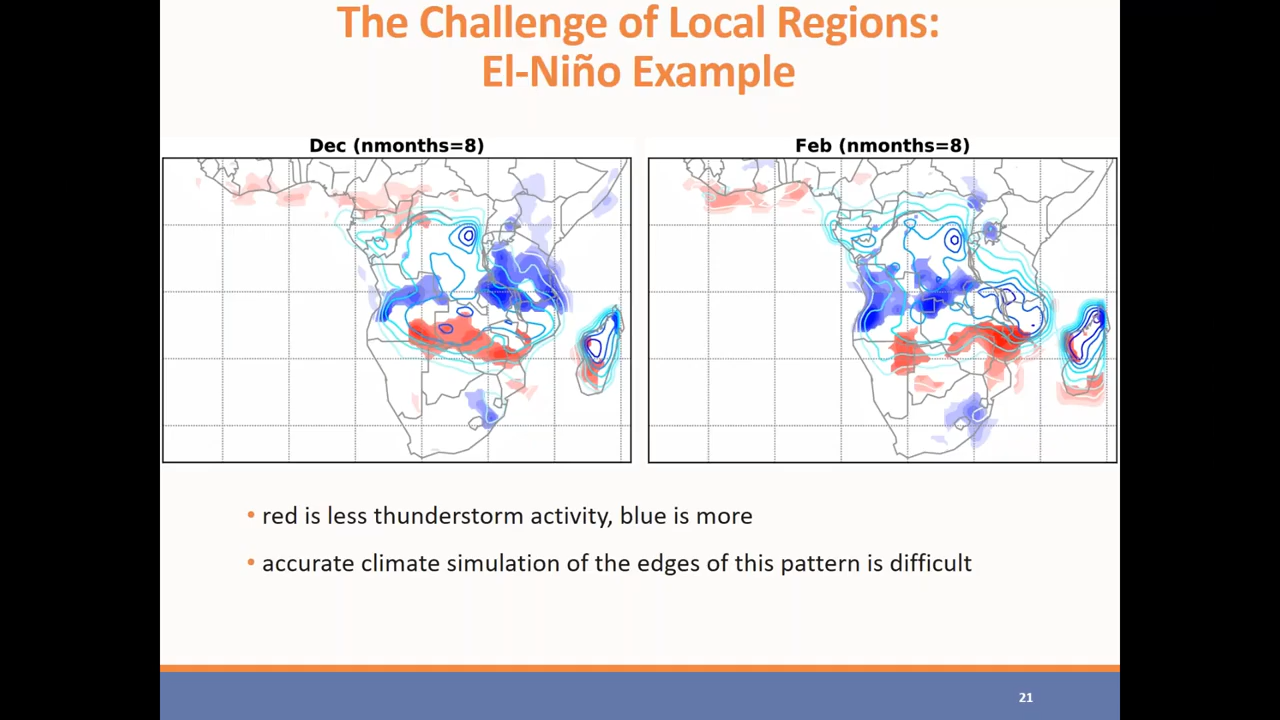 The Challenge of Local Regions:
El-Niño Example
Dec (nmonths=8)
Feb (nmonths=8)
• red is less thunderstorm activity, blue is more
• accurate climate simulation of the edges of this pattern is difficult
21